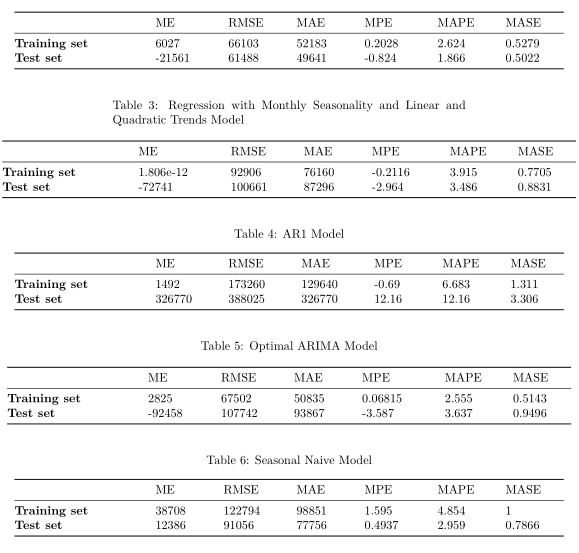 ME RMSE MAE MPE MAPE MASE
Training set 6027 66103 52183 0.2028 2.624 0.5279
Test set -21561 61488 49641 -0.824 1.866 0.5022
Table 3: Regression with Monthly Seasonality and Linear and
Quadratic Trends Model
ME RMSE MAE MPE MAPE MASE
Training set 1.806e-12 92906 76160 -0.2116 3.915 0.7705
Test set -72741 100661 87296 -2.964 3.486 0.8831
Table 4: AR1 Model
ME RMSE MAE MPE MAPE MASE
Training set 1492 173260 129640 -0.69 6.683 1.311
Test set 326770 388025 326770 12.16 12.16 3.306
Table 5: Optimal ARIMA Model
ME RMSE MAE MPE MAPE MASE
Training set 2825 67502 50835 0.06815 2.555 0.5143
Test set -92458 107742 93867 -3.587 3.637 0.9496
Table 6: Seasonal Naive Model
ME RMSE MAE MPE MAPE MASE
Training set 38708 122794 98851 1.595 4.854 1
Test set 12386 91056 77756 0.4937 2.959 0.7866